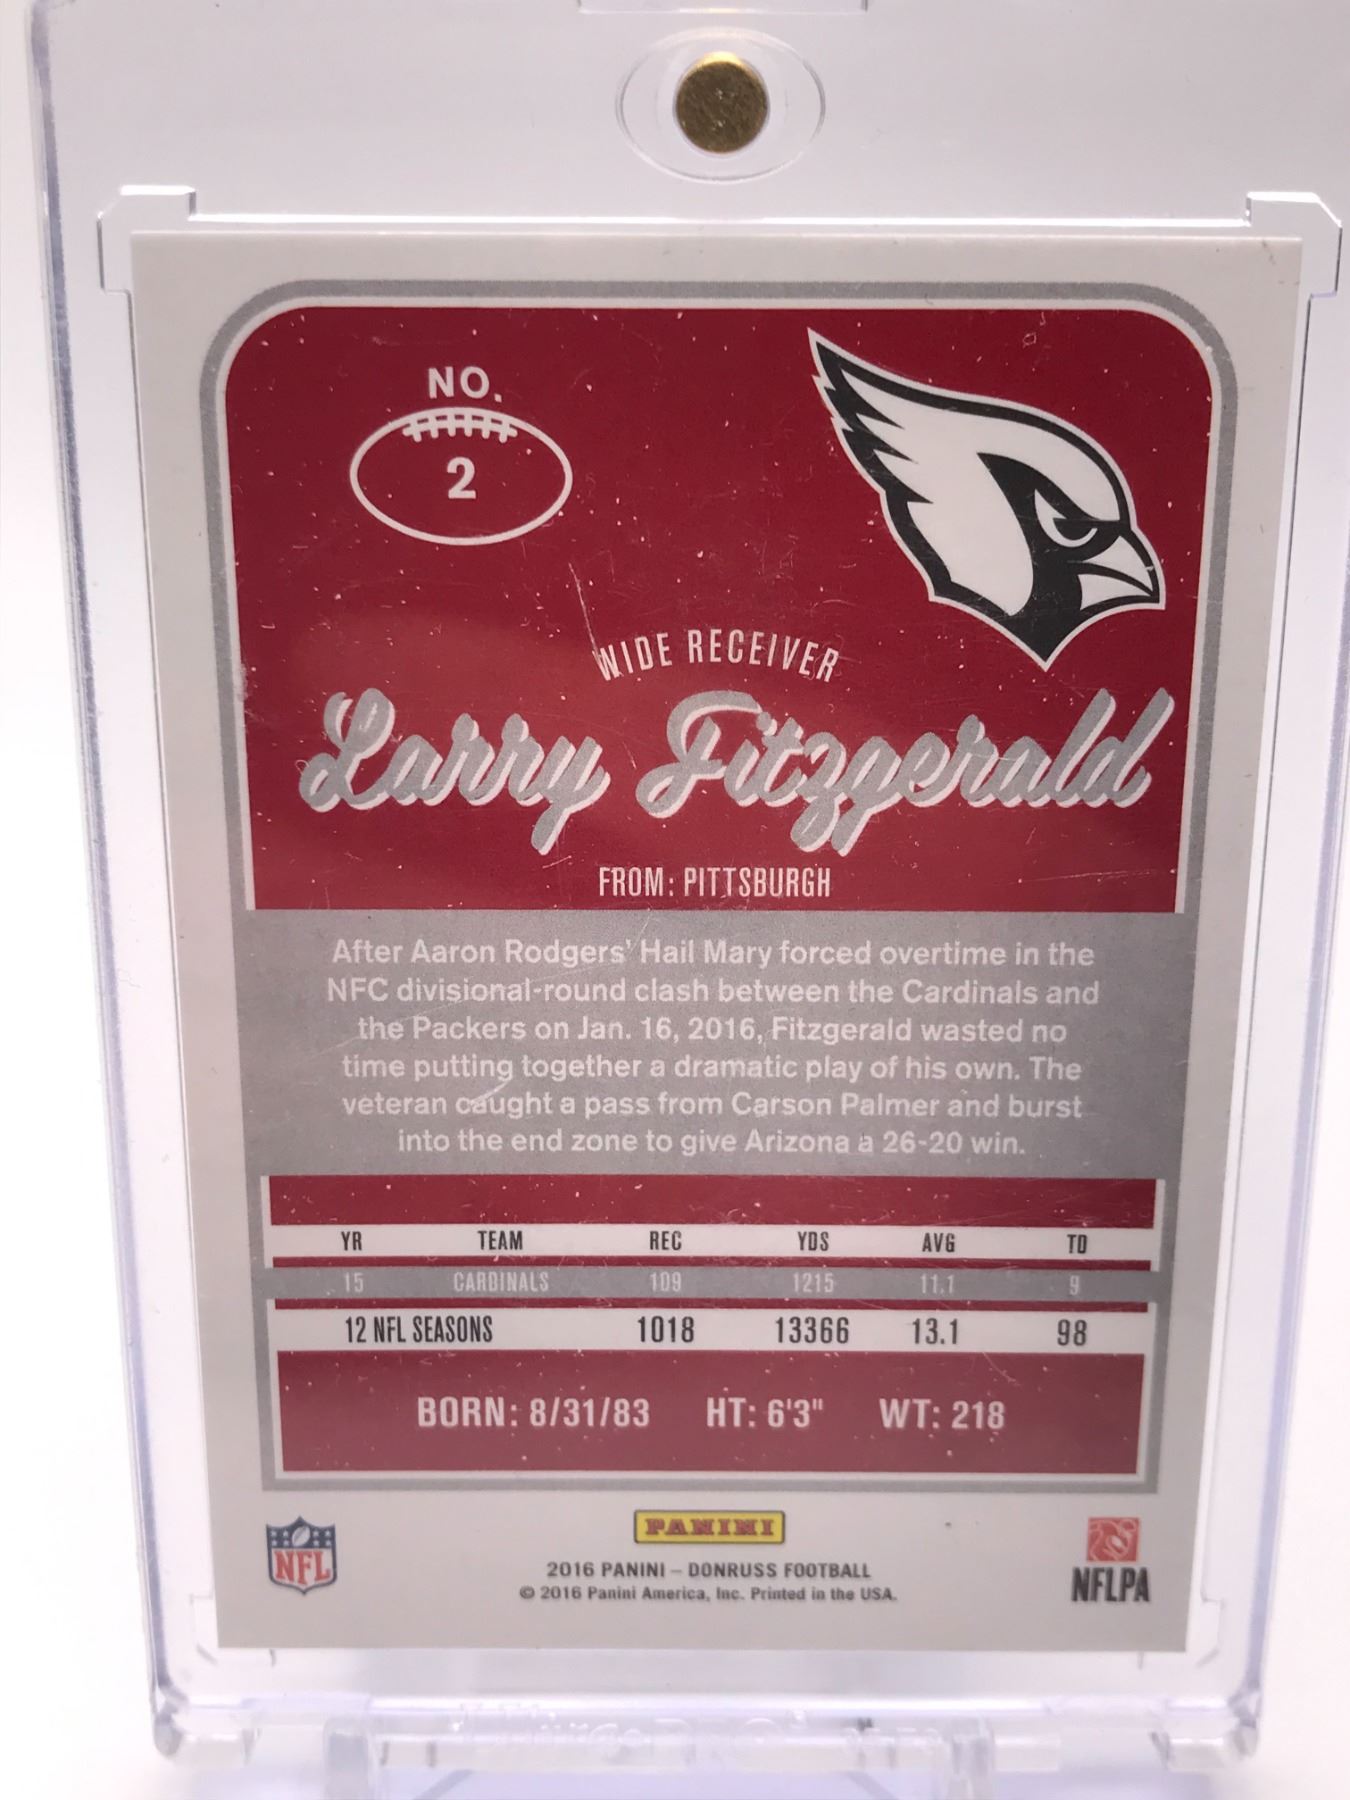 NO.
2
WIDE RECEIVER
Larry Fitzgerald
FROM: PITTSBURGH
After Aaron Rodgers' Hail Mary forced overtime in the
NFC divisional-round clash between the Cardinals and
the Packers on Jan. 16, 2016, Fitzgerald wasted no
time putting together a dramatic play of his own. The
veteran caught a pass from Carson Palmer and burst
into the end zone to give Arizona a 26-20 win.
YR TEAM REC YDS AVG TD
15 CARDINALS 109 1215 11.1 9
12 NFL SEASONS 1018 13366 13.1 98
BORN: 8/31/83 HT: 6'3" WT: 218
NFL
PANINI
NFLPA
2016 PANINI – DONRUSS FOOTBALL
© 2016 Panini America, Inc. Printed in the USA.